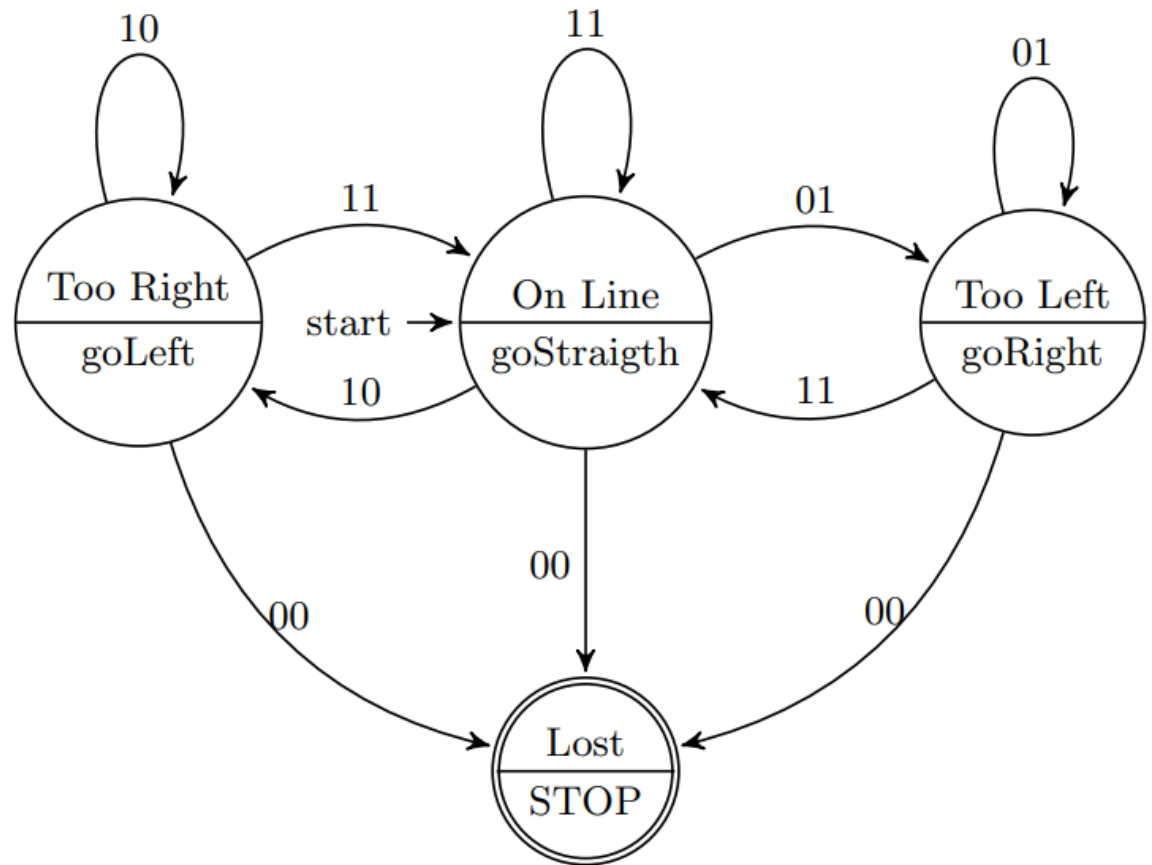 10
11
01
11
01
Too Right
goLeft
start
On Line
goStraigth
Too Left
goRight
10
11
00
00
00
Lost
STOP